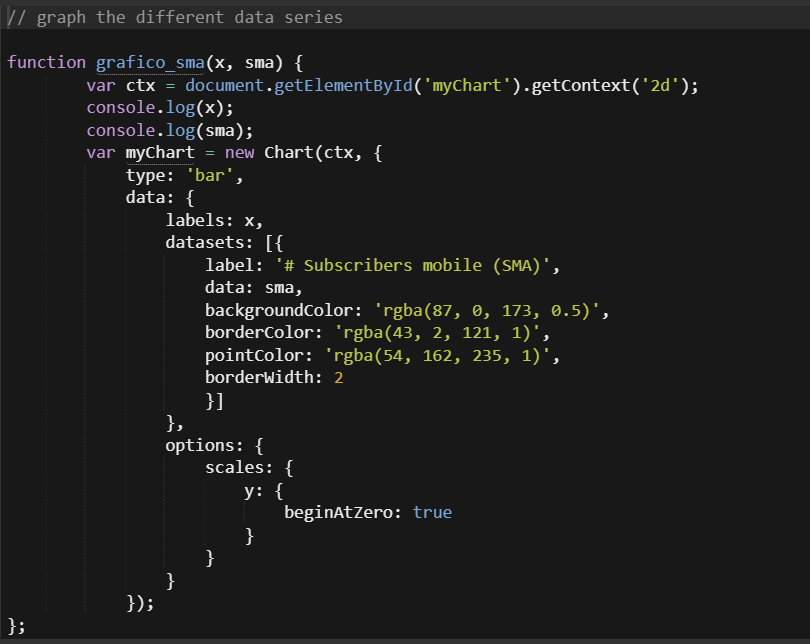 // graph the different data series
function grafico_sma(x, sma) {
var ctx = document.getElementById('myChart').getContext('2d');
console.log(x);
console.log(sma);
var myChart = new Chart(ctx, {
type: 'bar',
data: {
labels: x,
datasets: [{
label: '# Subscribers mobile (SMA)',
data: sma,
backgroundColor: 'rgba(87, 0, 173, 0.5)',
borderColor: 'rgba(43, 2, 121, 1)',
pointColor: 'rgba(54, 162, 235, 1)',
borderWidth: 2
}]
},
options: {
scales: {
y: {
beginAtZero: true
}
}
}
});
};